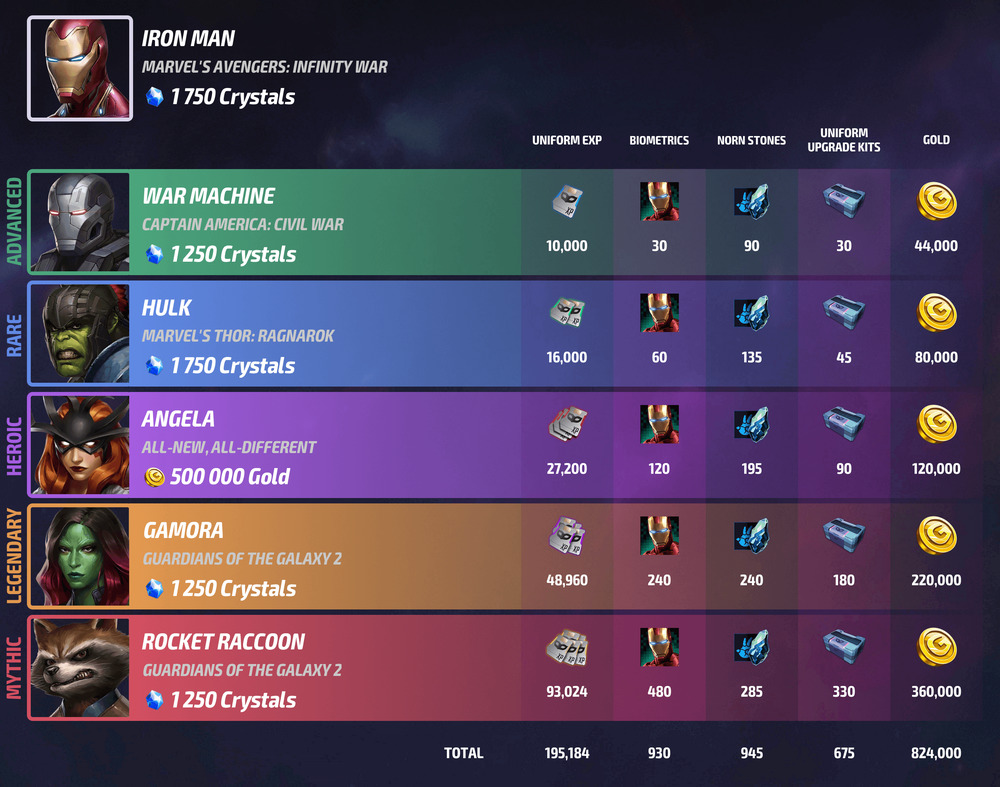 IRON MAN
MARVEL'S AVENGERS: INFINITY WAR
1 750 Crystals
UNIFORM EXP
BIOMETRICS
NORN STONES
UNIFORM
UPGRADE KITS
GOLD
ADVANCED
WAR MACHINE
CAPTAIN AMERICA: CIVIL WAR
1 250 Crystals
10,000
30
90
30
44,000
RARE
HULK
MARVEL'S THOR: RAGNAROK
1 750 Crystals
16,000
60
135
45
80,000
HEROIC
ANGELA
ALL-NEW, ALL-DIFFERENT
500 000 Gold
27,200
120
195
90
120,000
LEGENDARY
GAMORA
GUARDIANS OF THE GALAXY 2
1 250 Crystals
48,960
240
240
180
220,000
MYTHIC
ROCKET RACCOON
GUARDIANS OF THE GALAXY 2
1 250 Crystals
93,024
480
285
330
360,000
TOTAL
195,184
930
945
675
824,000